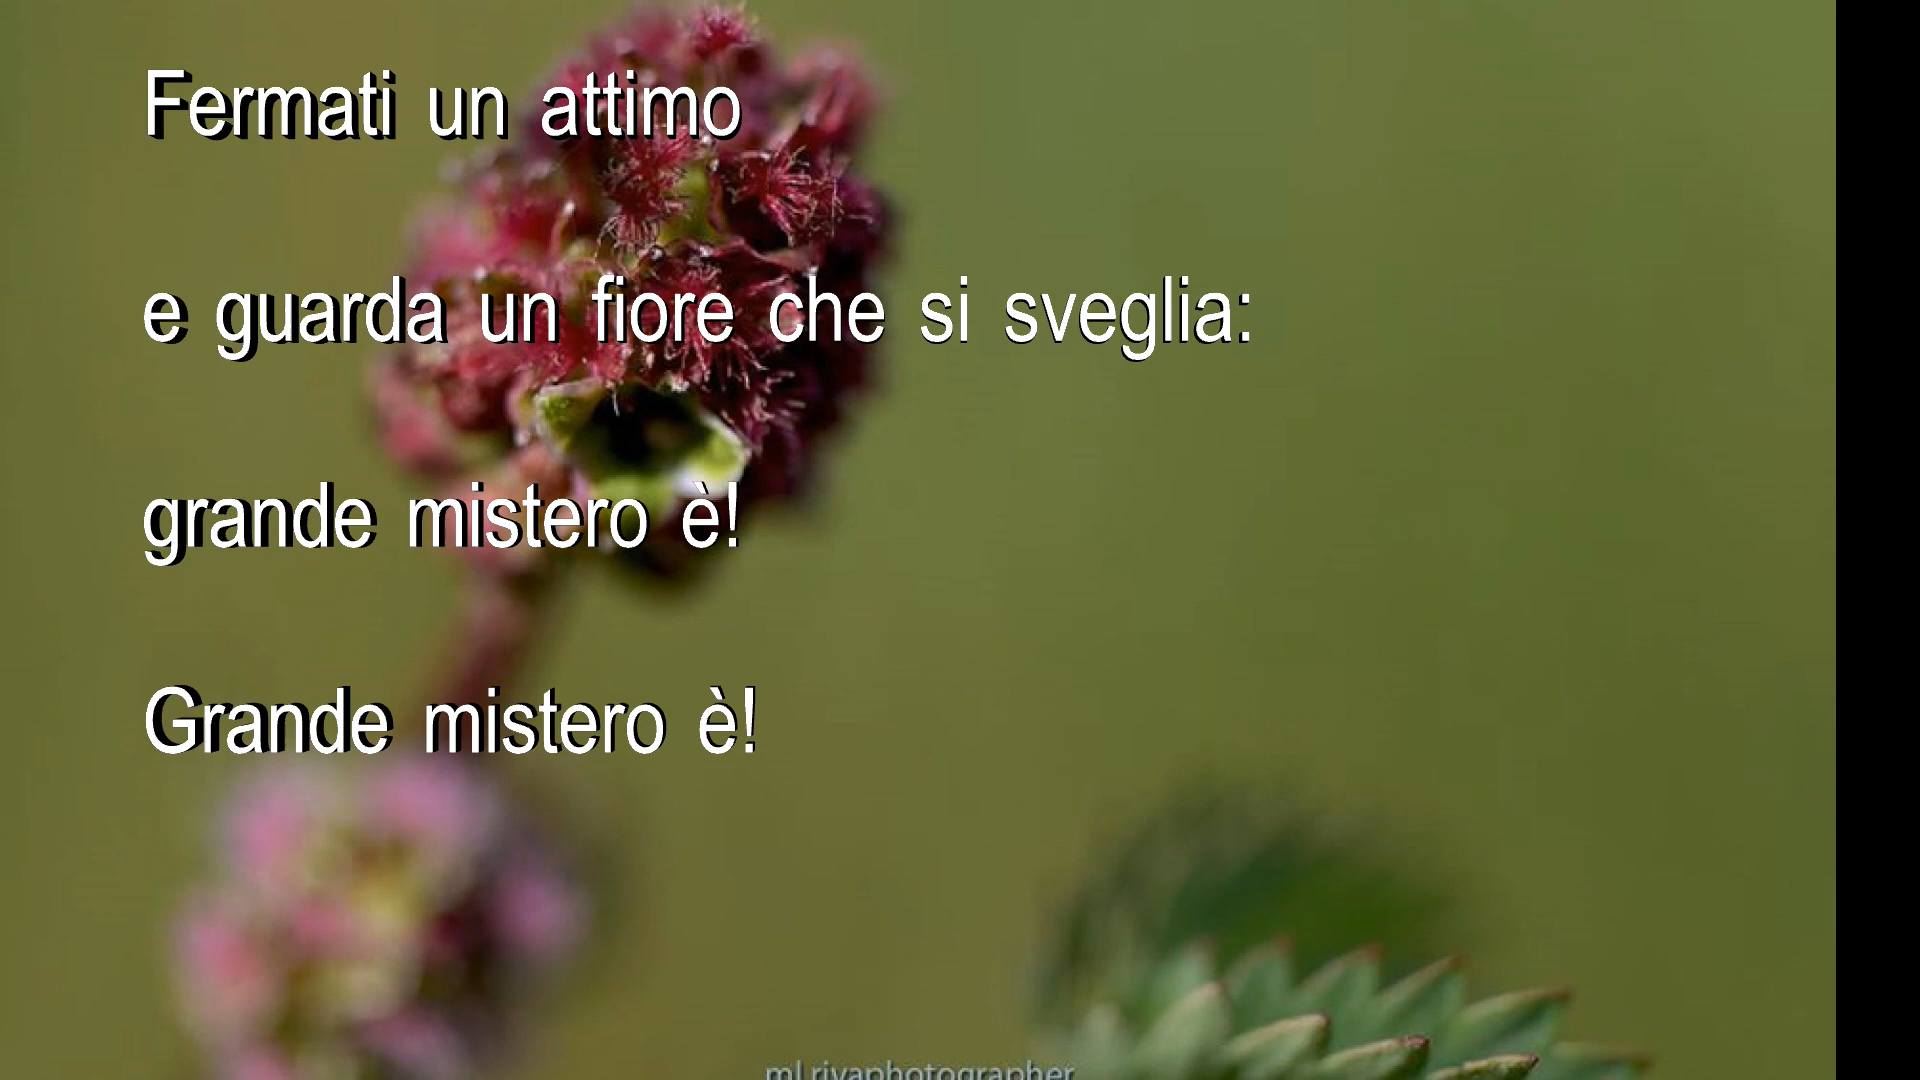 Fermati un attimo
e guarda un fiore che si sveglia:
grande mistero è!
Grande mistero è!
ml.rivaphotographer